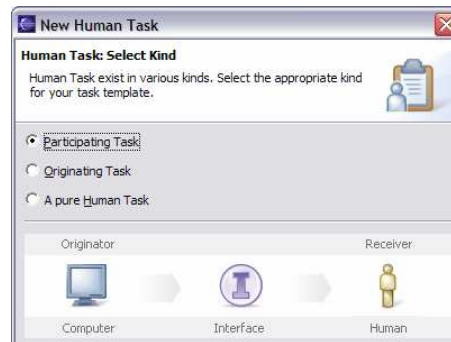 New Human Task
Human Task: Select Kind
Human Task exist in various kinds. Select the appropriate kind
for your task template.
Participating Task
Originating Task
A pure Human Task
Originator Receiver
I
Computer Interface Human